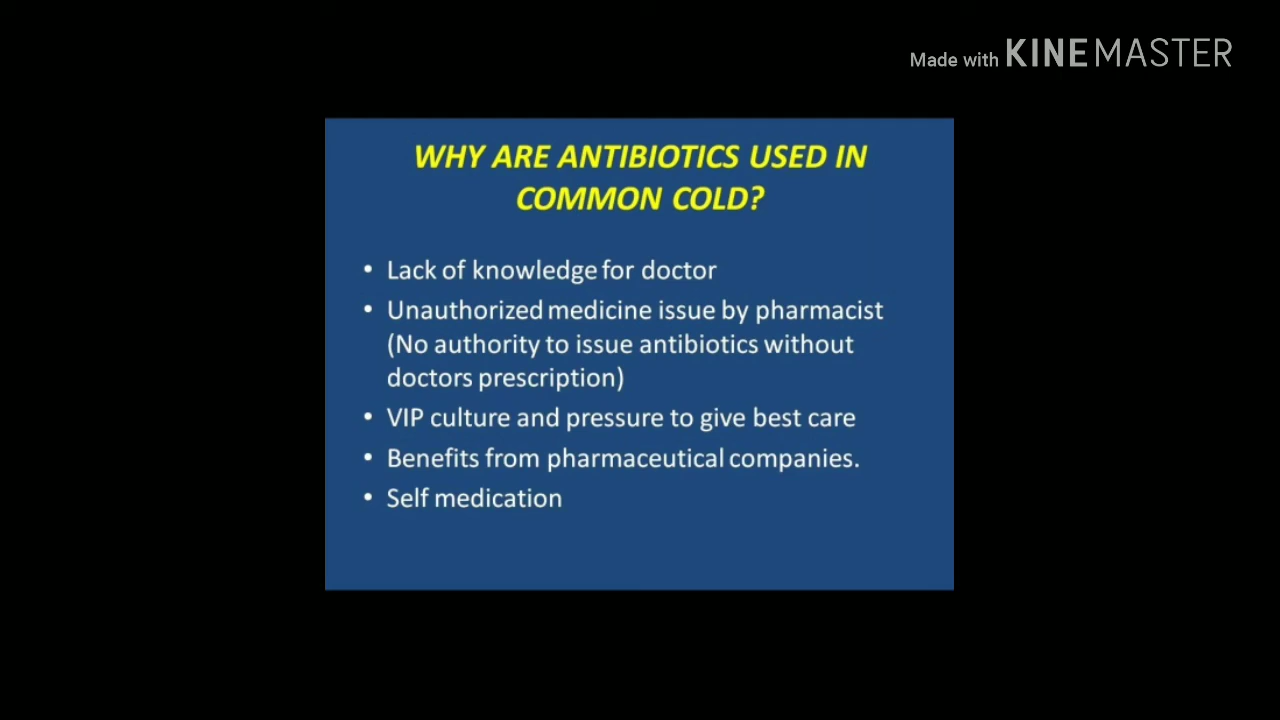 Made with KINEMASTER
WHY ARE ANTIBIOTICS USED IN
COMMON COLD?
• Lack of knowledge for doctor
• Unauthorized medicine issue by pharmacist
(No authority to issue antibiotics without
doctors prescription)
• VIP culture and pressure to give best care
• Benefits from pharmaceutical companies.
• Self medication